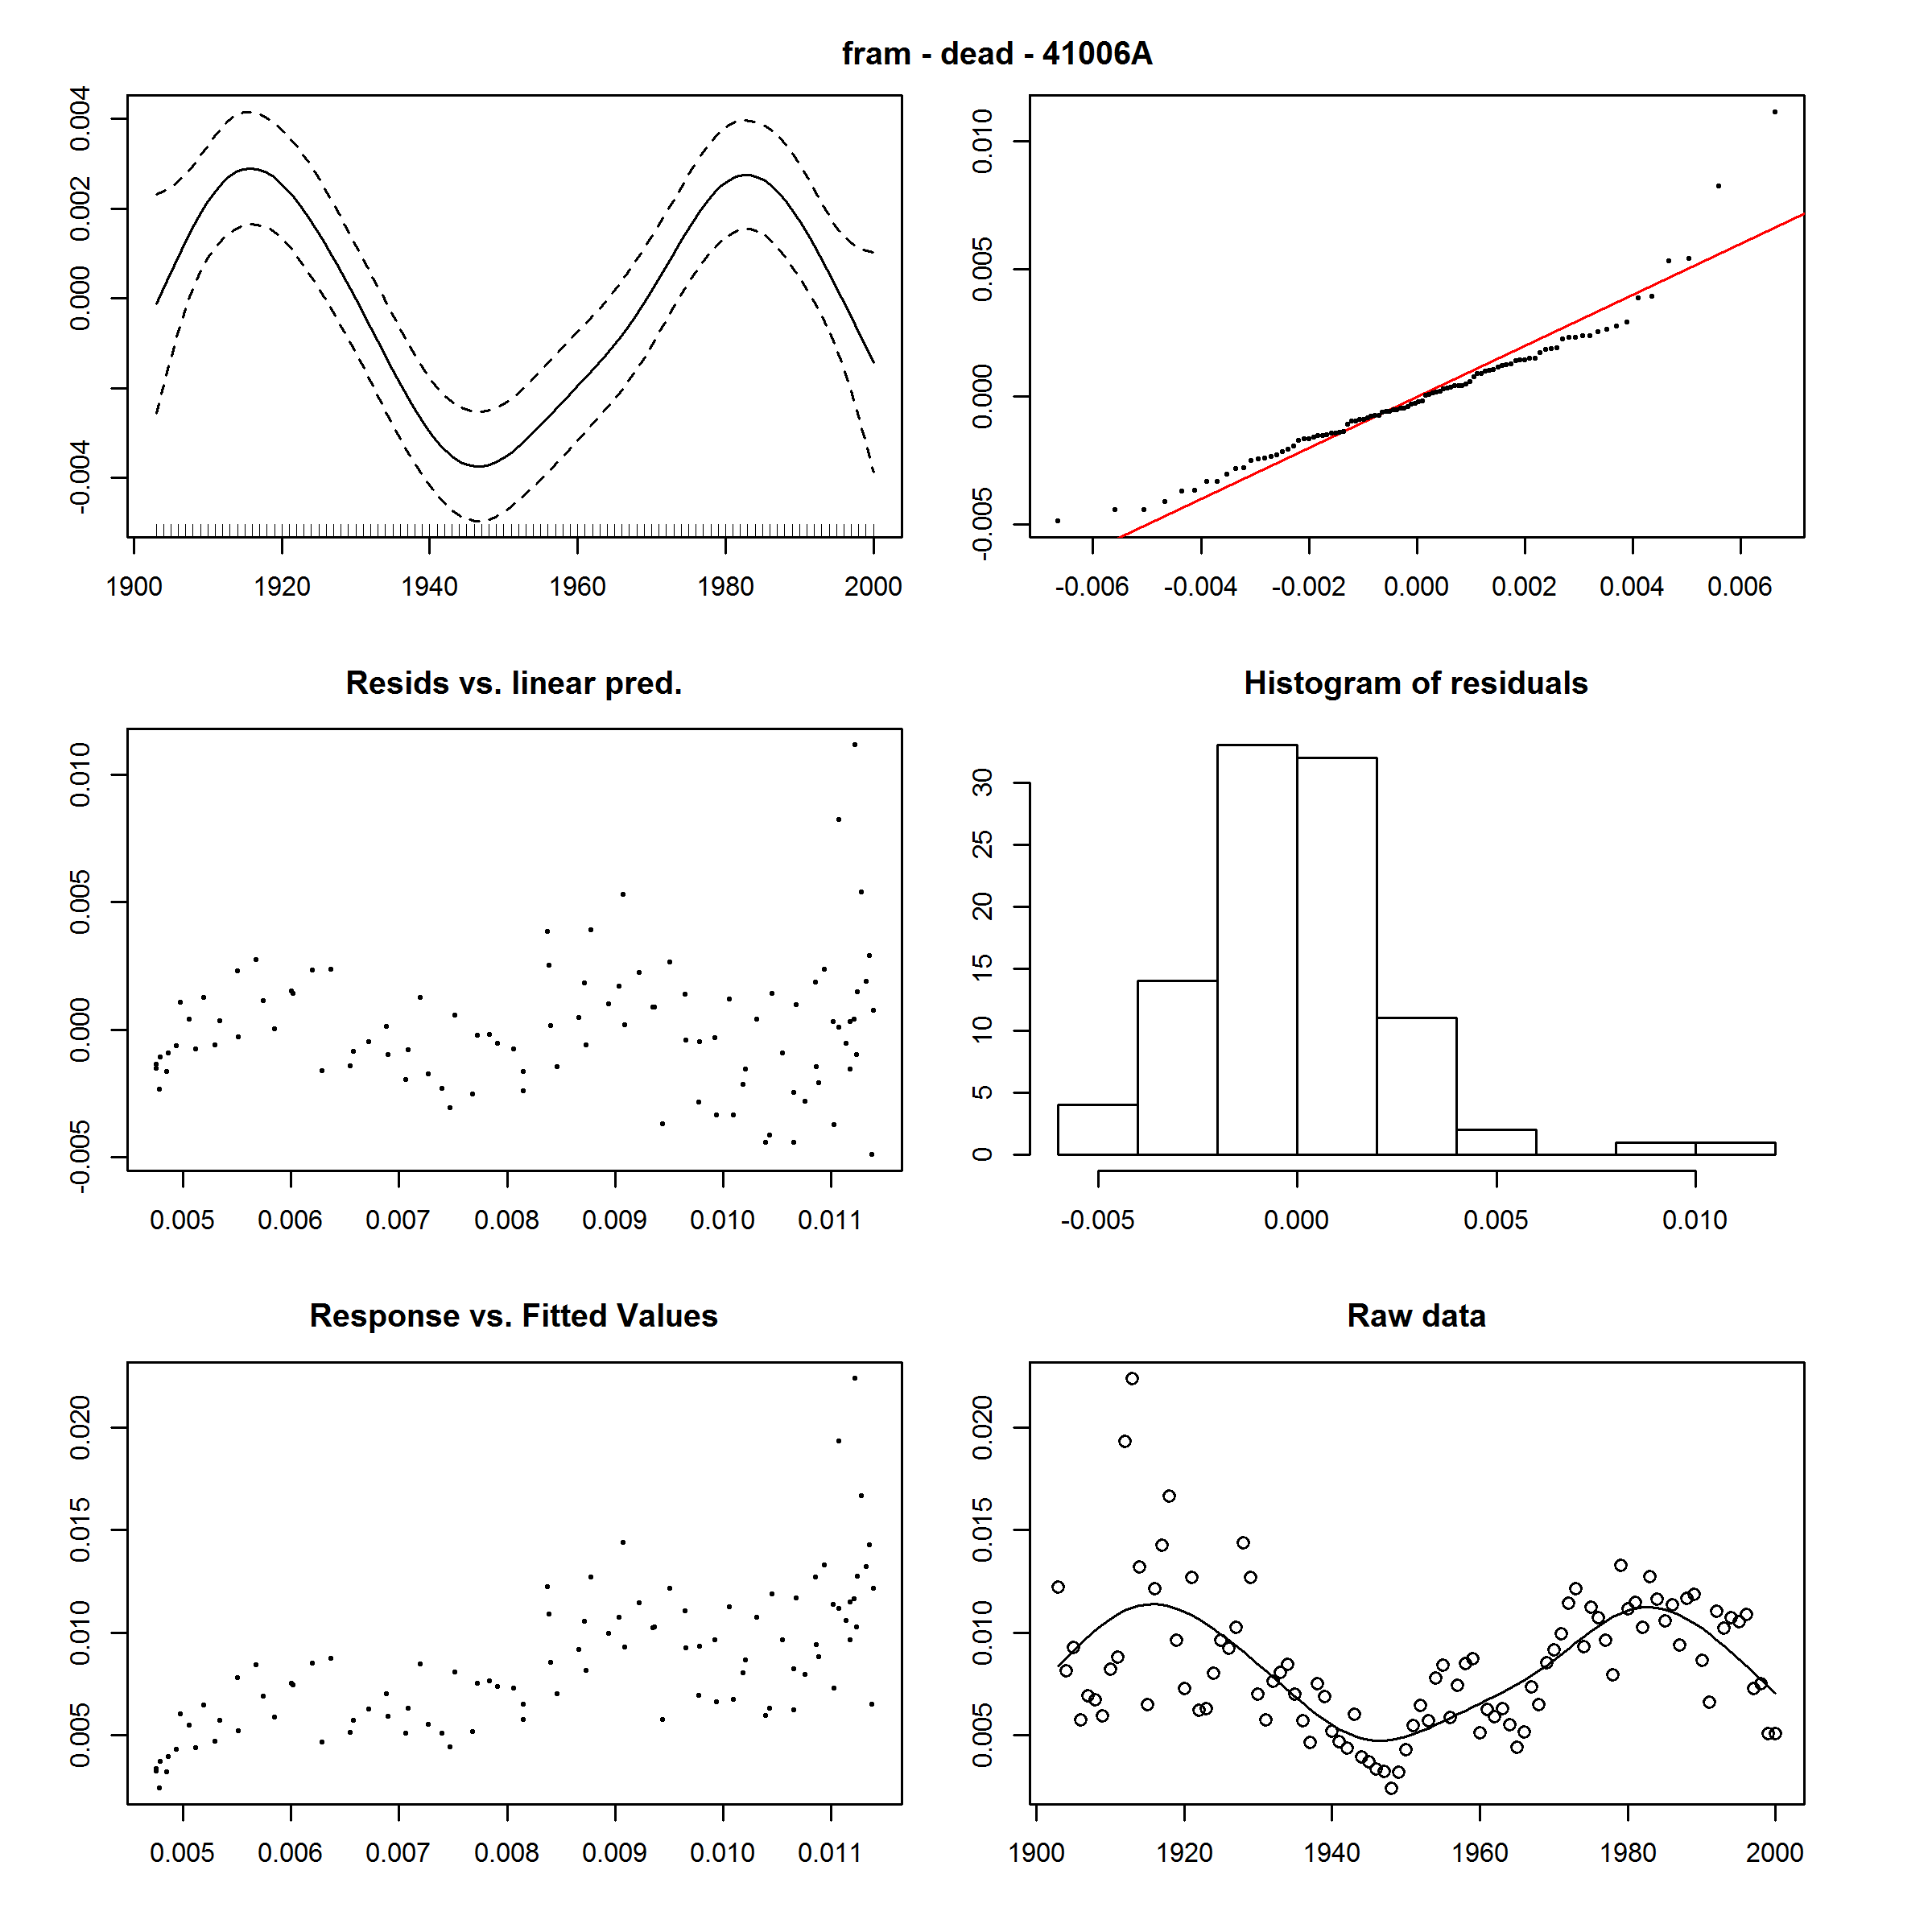 fram - dead - 41006A
0.004
0.002
0.000
-0.004
1900 1920 1940 1960 1980 2000
0.010
0.005
0.000
-0.005
-0.006 -0.004 -0.002 0.000 0.002 0.004 0.006
Resids vs. linear pred.
0.010
0.005
0.000
-0.005
0.005 0.006 0.007 0.008 0.009 0.010 0.011
Histogram of residuals
30
25
20
15
10
5
0
-0.005 0.000 0.005 0.010
Response vs. Fitted Values
0.020
0.015
0.010
0.005
0.005 0.006 0.007 0.008 0.009 0.010 0.011
Raw data
0.020
0.015
0.010
0.005
1900 1920 1940 1960 1980 2000